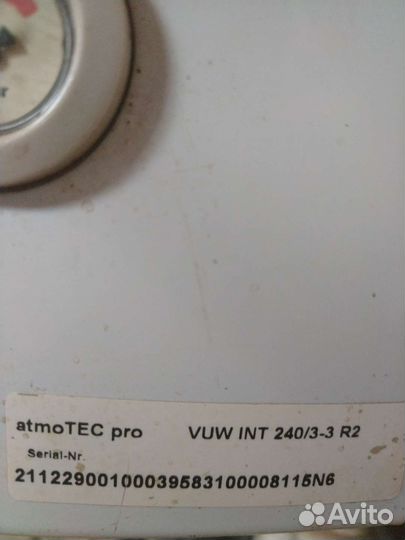 atmoTEC pro VUW INT 240/3-3 R2
Serial-Nr.
21122900100039583100008115N6
Avito